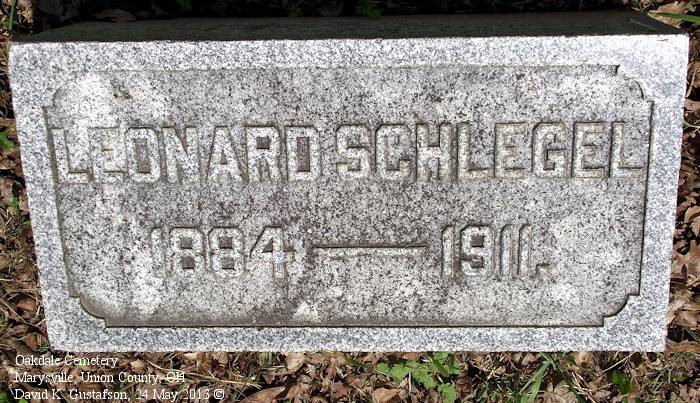 LEONARD SCHLEGEL
1884 — 1911.
Oakdale Cemetery
Marysville, Union County, OH
David K. Gustafson, 24 May 2013 ©